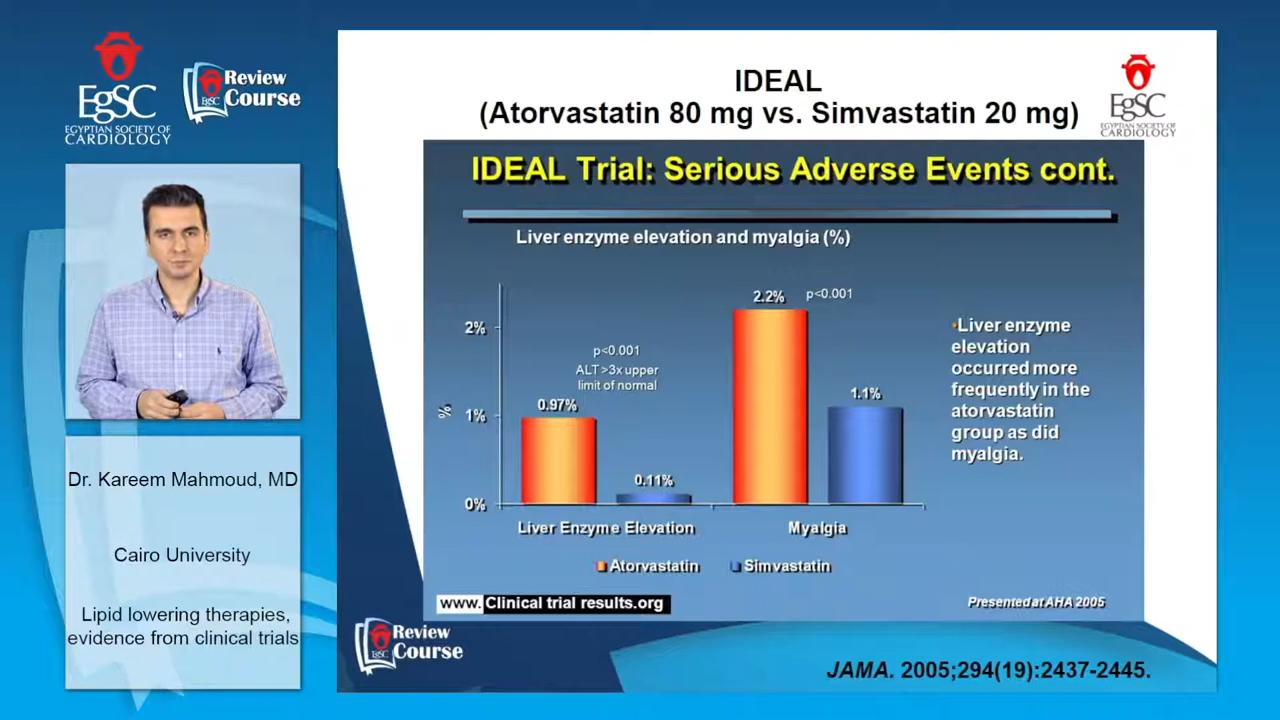 EgSC
EGYPTIAN SOCIETY OF
CARDIOLOGY
EgSC
Review
Course
Dr. Kareem Mahmoud, MD
Cairo University
Lipid lowering therapies,
evidence from clinical trials
IDEAL
(Atorvastatin 80 mg vs. Simvastatin 20 mg)
EgSC
EGYPTIAN SOCIETY OF
CARDIOLOGY
IDEAL Trial: Serious Adverse Events cont.
Liver enzyme elevation and myalgia (%)
%
2%
1%
0%
p<0.001
ALT >3x upper
limit of normal
0.97%
0.11%
2.2%
p<0.001
1.1%
Liver Enzyme Elevation
Myalgia
Atorvastatin
Simvastatin
•Liver enzyme
elevation
occurred more
frequently in the
atorvastatin
group as did
myalgia.
www. Clinical trial results.org
Presented at AHA 2005
EgSC
Review
Course
JAMA. 2005;294(19):2437-2445.